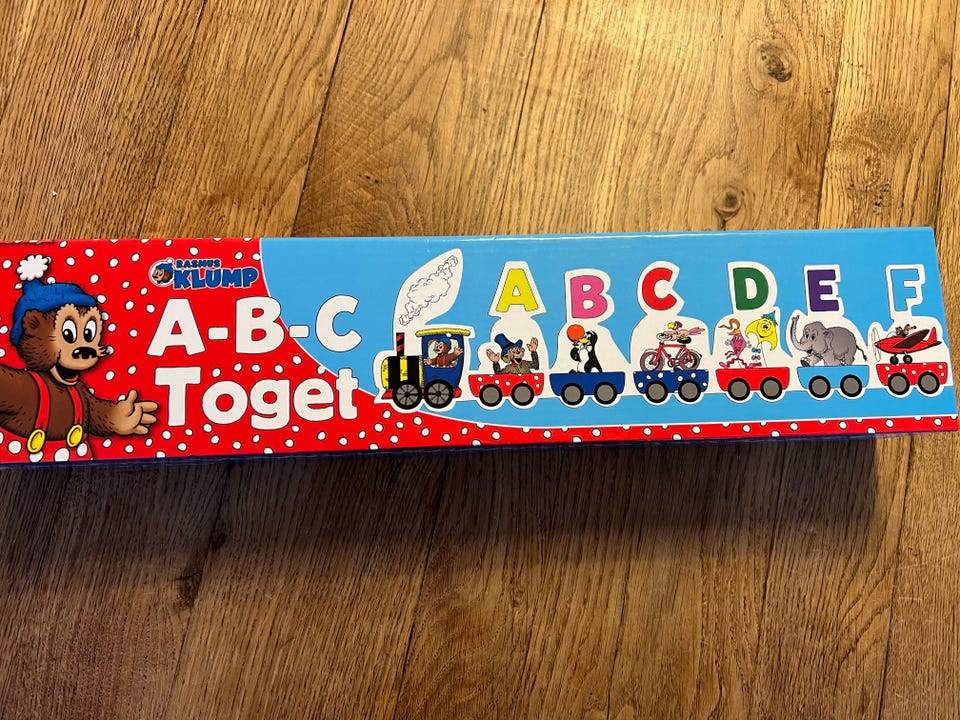 RASMUS
KLUMP
A-B-C
Toget
A B C D E F